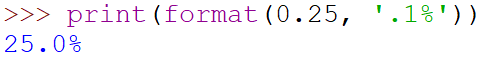 >>> print(format(0.25, '.1%'))
25.0%